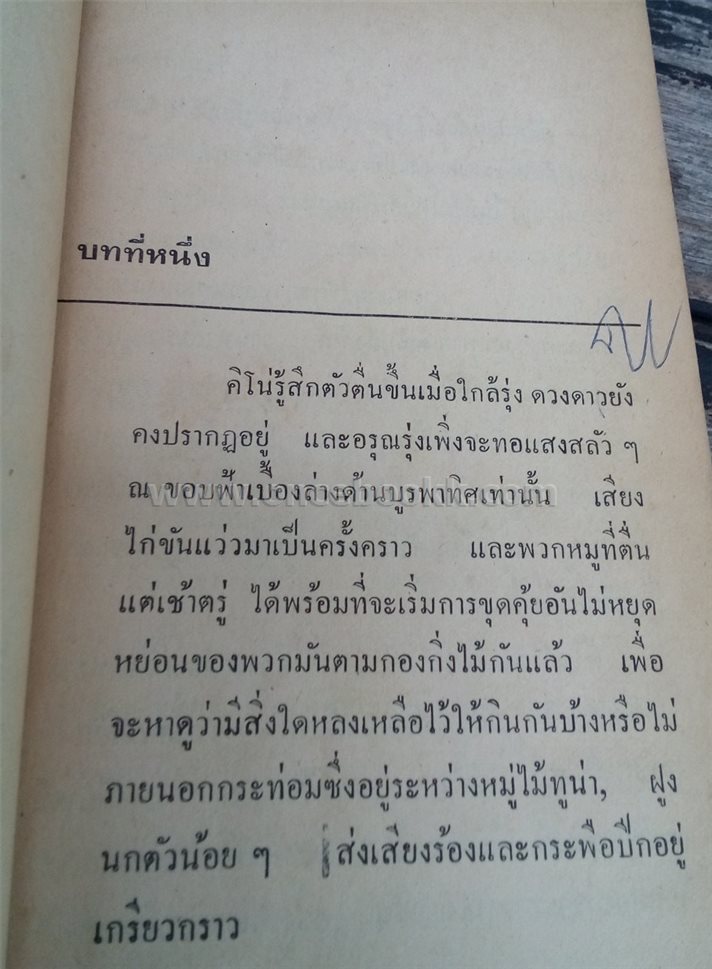 บทที่หนึ่ง
คิโน่รู้สึกตัวตื่นขึ้นเมื่อใกล้รุ่ง ดวงดาวยัง
คงปรากฏอยู่ และอรุณรุ่งเพิ่งจะทอแสงสลัว ๆ
ณ ขอบฟ้าเบื้องล่างด้านบูรพาทิศเท่านั้น เสียง
ไก่ขันแว่วมาเป็นครั้งคราว และพวกหมูที่ตื่น
แต่เช้าตรู่ ได้พร้อมที่จะเริ่มการขุดคุ้ยอันไม่หยุด
หย่อนของพวกมันตามกองกิ่งไม้กันแล้ว เพื่อ
จะหาดูว่ามีสิ่งใดหลงเหลือไว้ให้กินกันบ้างหรือไม่
ภายนอกกระท่อมซึ่งอยู่ระหว่างหมู่ไม้ทูน่า, ฝูง
นกตัวน้อย ๆ ส่งเสียงร้องและกระพือปีกอยู่
เกรียวกราว